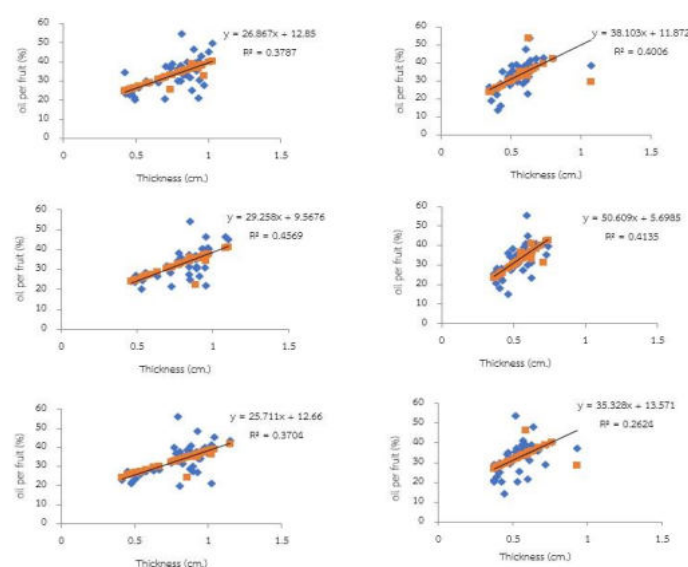 60
50
40
30
20
10
0
oil per fruit (%)
y = 26.867x + 12.85
R² = 0.3787
0 0.5 1 1.5
Thickness (cm.)
60
50
40
30
20
10
0
oil per fruit (%)
y = 38.103x + 11.872
R² = 0.4006
0 0.5 1 1.5
Thickness (cm.)
60
50
40
30
20
10
0
oil per fruit (%)
y = 29.258x + 9.5676
R² = 0.4569
0 0.5 1 1.5
Thickness (cm.)
60
50
40
30
20
10
0
oil per fruit (%)
y = 50.609x + 5.6985
R² = 0.4135
0 0.5 1 1.5
Thickness (cm.)
60
50
40
30
20
10
0
oil per fruit (%)
y = 25.711x + 12.66
R² = 0.3704
0 0.5 1 1.5
Thickness (cm.)
60
50
40
30
20
10
0
oil per fruit (%)
y = 35.328x + 13.571
R² = 0.2624
0 0.5 1 1.5
Thickness (cm.)